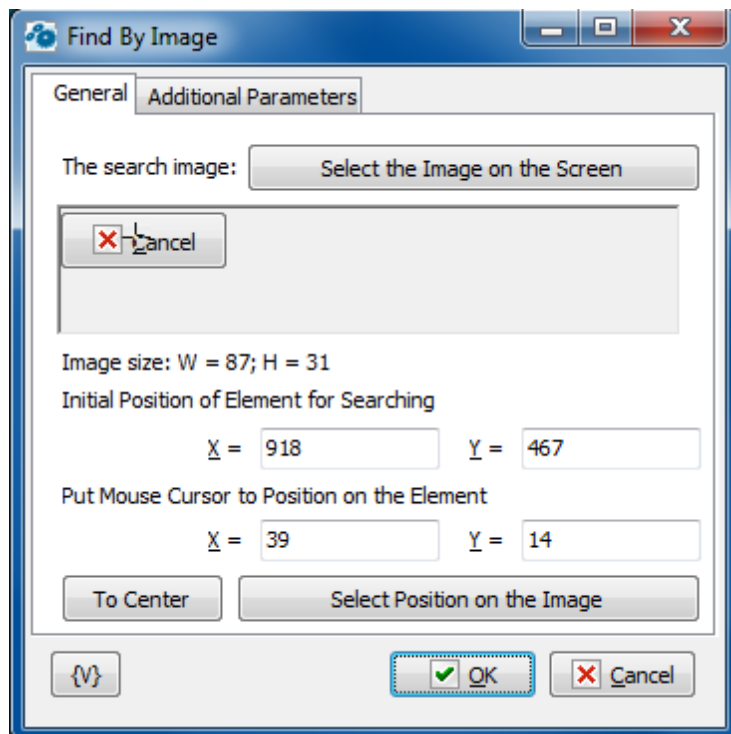 Find By Image
General Additional Parameters
The search image: Select the Image on the Screen
Cancel
Image size: W = 87; H = 31
Initial Position of Element for Searching
X = 918 Y = 467
Put Mouse Cursor to Position on the Element
X = 39 Y = 14
To Center Select Position on the Image
{V} OK Cancel